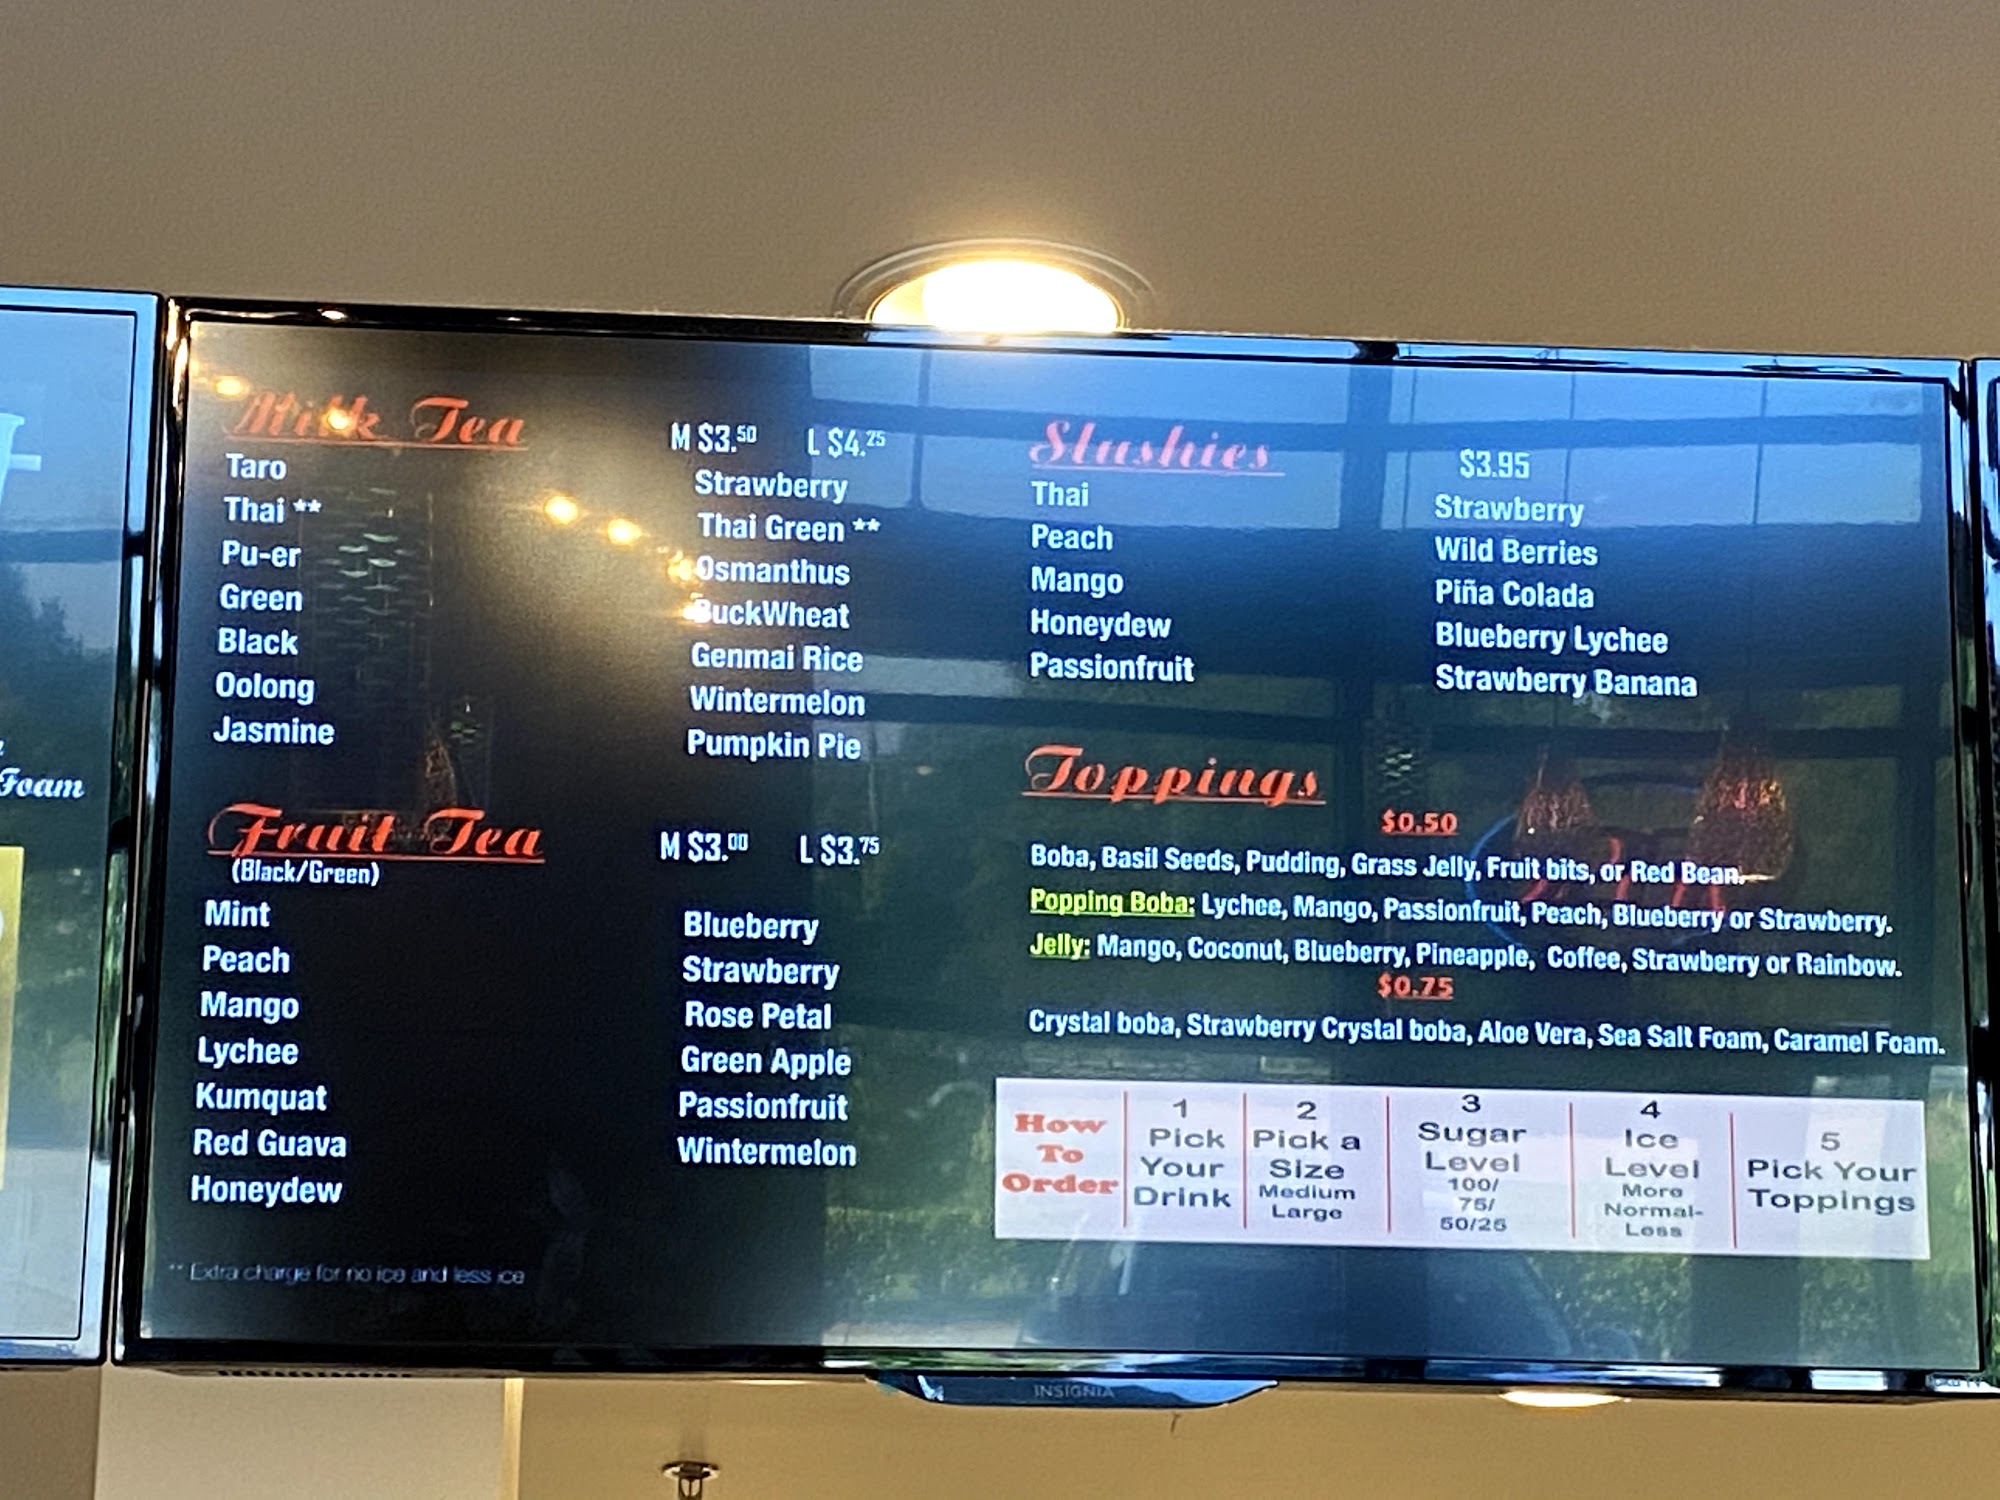 Foam
Milk Tea
M $3.50 L $4.25
Taro
Thai **
Pu-er
Green
Black
Oolong
Jasmine
Strawberry
Thai Green **
Osmanthus
BuckWheat
Genmai Rice
Wintermelon
Pumpkin Pie
Fruit Tea
(Black/Green)
M $3.00 L $3.75
Mint
Peach
Mango
Lychee
Kumquat
Red Guava
Honeydew
Blueberry
Strawberry
Rose Petal
Green Apple
Passionfruit
Wintermelon
** Extra charge for no ice and less ice
Slushies
$3.95
Thai
Peach
Mango
Honeydew
Passionfruit
Strawberry
Wild Berries
Piña Colada
Blueberry Lychee
Strawberry Banana
Toppings
$0.50
Boba, Basil Seeds, Pudding, Grass Jelly, Fruit bits, or Red Bean.
Popping Boba: Lychee, Mango, Passionfruit, Peach, Blueberry or Strawberry.
Jelly: Mango, Coconut, Blueberry, Pineapple, Coffee, Strawberry or Rainbow.
$0.75
Crystal boba, Strawberry Crystal boba, Aloe Vera, Sea Salt Foam, Caramel Foam.
How
To
Order
1
Pick
Your
Drink
2
Pick a
Size
Medium
Large
3
Sugar
Level
100/
75/
50/25
4
Ice
Level
More
Normal-
Less
5
Pick Your
Toppings
INSIGNIA